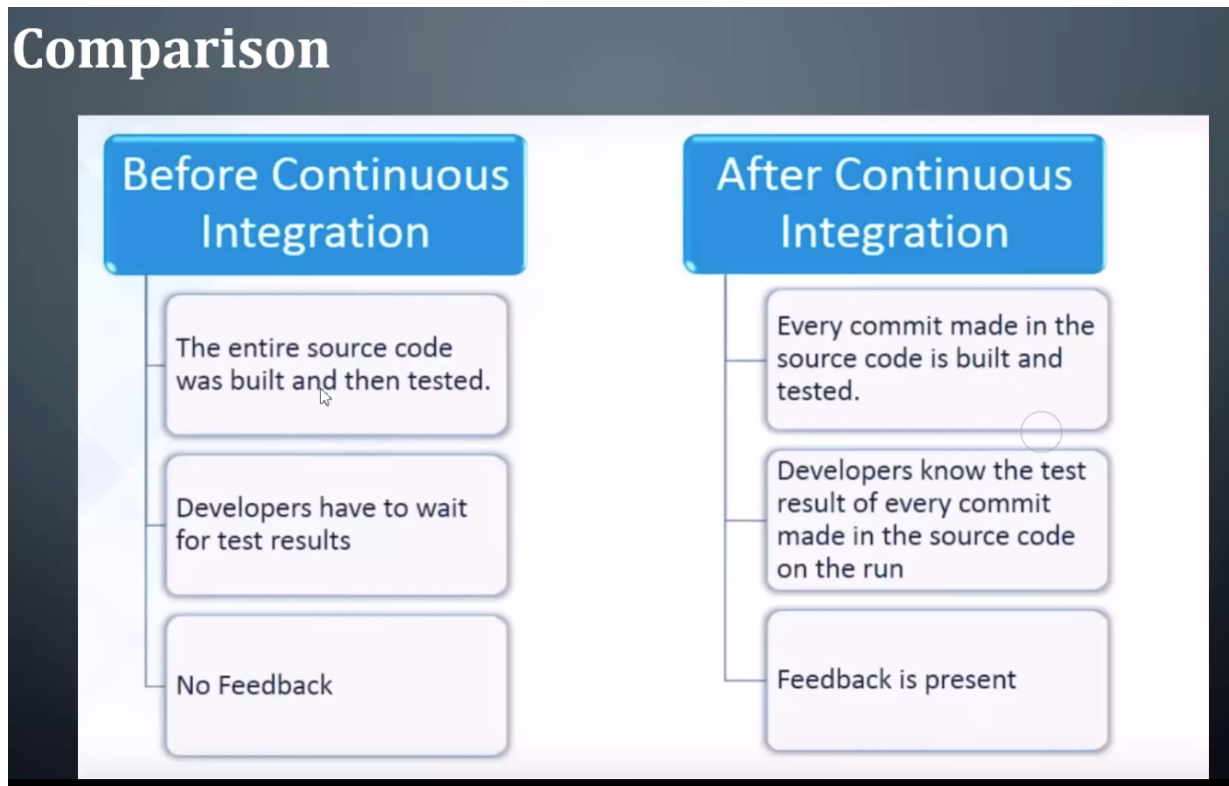 Comparison
Before Continuous
Integration
The entire source code
was built and then tested.
Developers have to wait
for test results
No Feedback
After Continuous
Integration
Every commit made in the
source code is built and
tested.
Developers know the test
result of every commit
made in the source code
on the run
Feedback is present